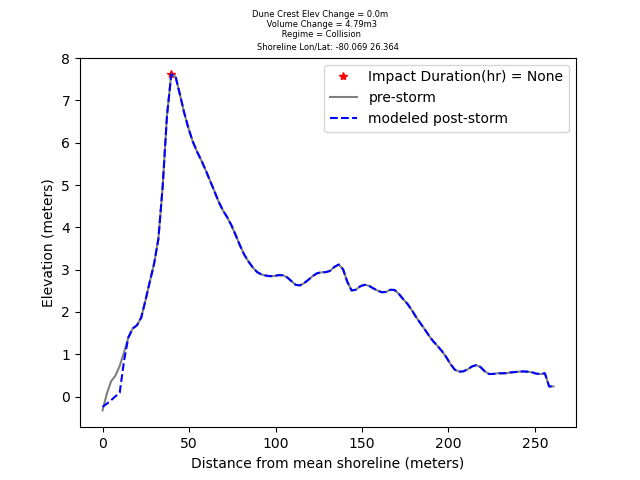 Dune Crest Elev Change = 0.0m
Volume Change = 4.79m3
Regime = Collision
Shoreline Lon/Lat: -80.069 26.364
Impact Duration(hr) = None
pre-storm
modeled post-storm
Elevation (meters)
8
7
6
5
4
3
2
1
0
0 50 100 150 200 250
Distance from mean shoreline (meters)